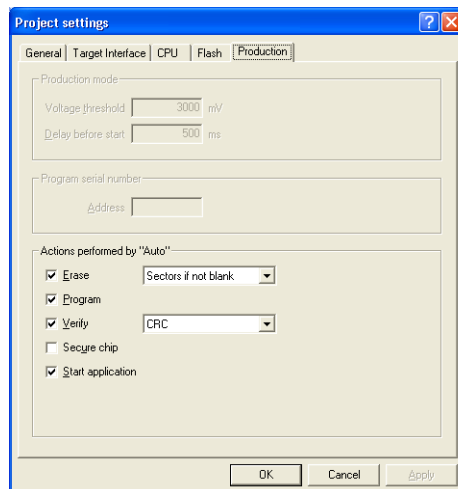 Project settings
General Target Interface CPU Flash Production
Production mode
Voltage threshold 3000 mV
Delay before start 500 ms
Program serial number
Address
Actions performed by "Auto"
Erase Sectors if not blank
Program
Verify CRC
Secure chip
Start application
OK Cancel Apply